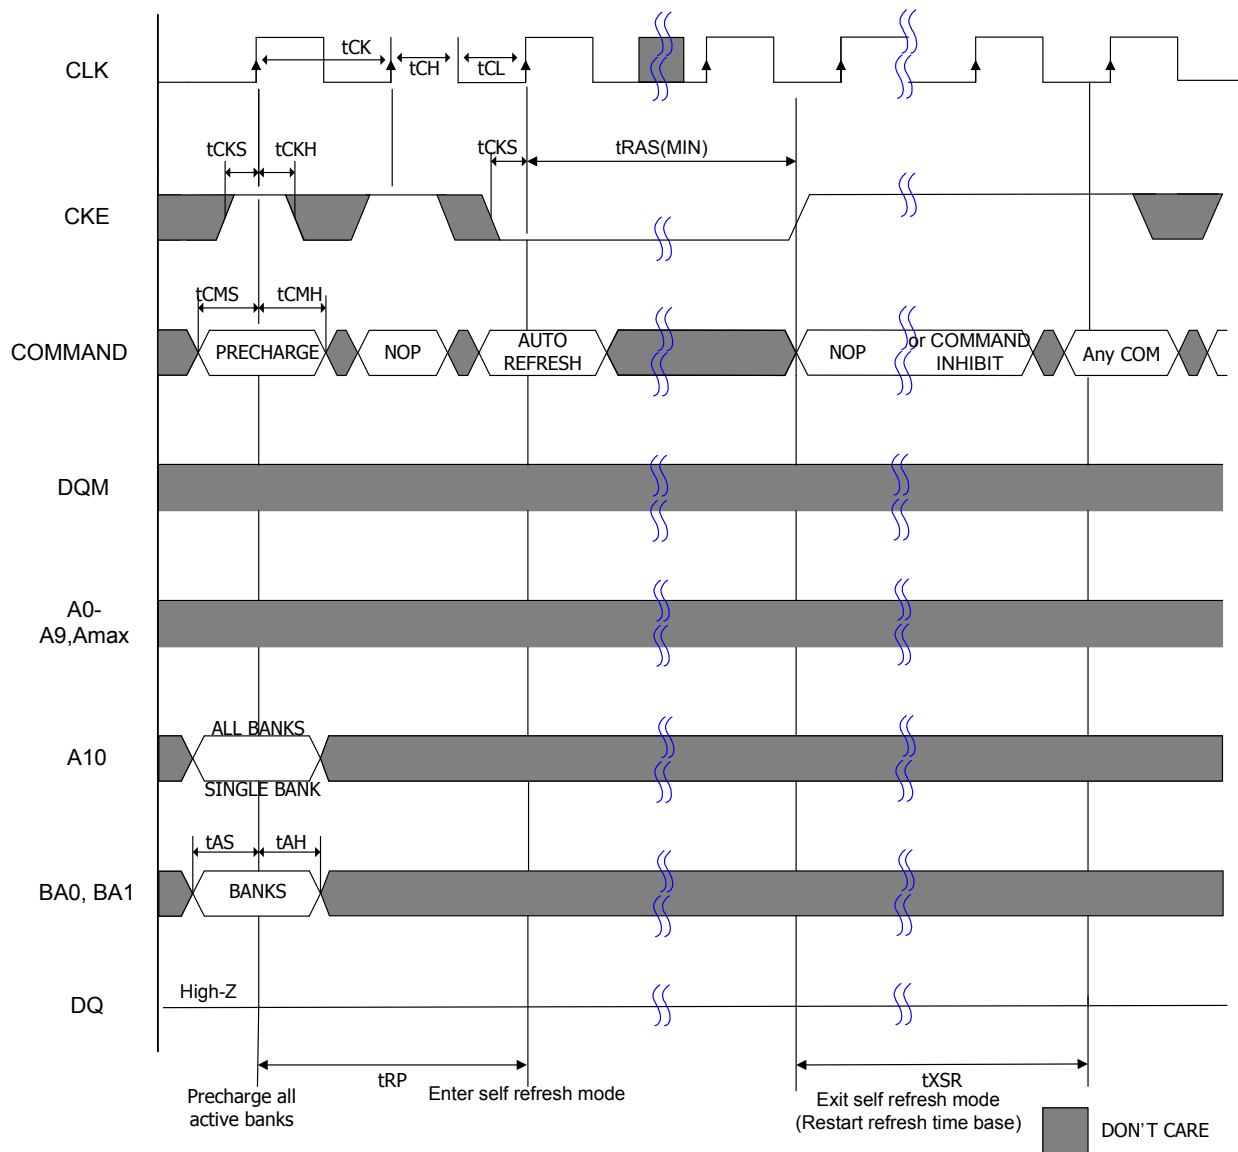 CLK
tCK
tCH
tCL
tCKS
tCKH
tCKS
tRAS(MIN)
CKE
tCMS
tCMH
COMMAND
PRECHARGE
NOP
AUTO
REFRESH
NOP
or COMMAND
INHIBIT
Any COM
DQM
A0-
A9,Amax
A10
ALL BANKS
SINGLE BANK
tAS
tAH
BA0, BA1
BANKS
DQ
High-Z
tRP
tXSR
Precharge all
active banks
Enter self refresh mode
Exit self refresh mode
(Restart refresh time base)
DON'T CARE